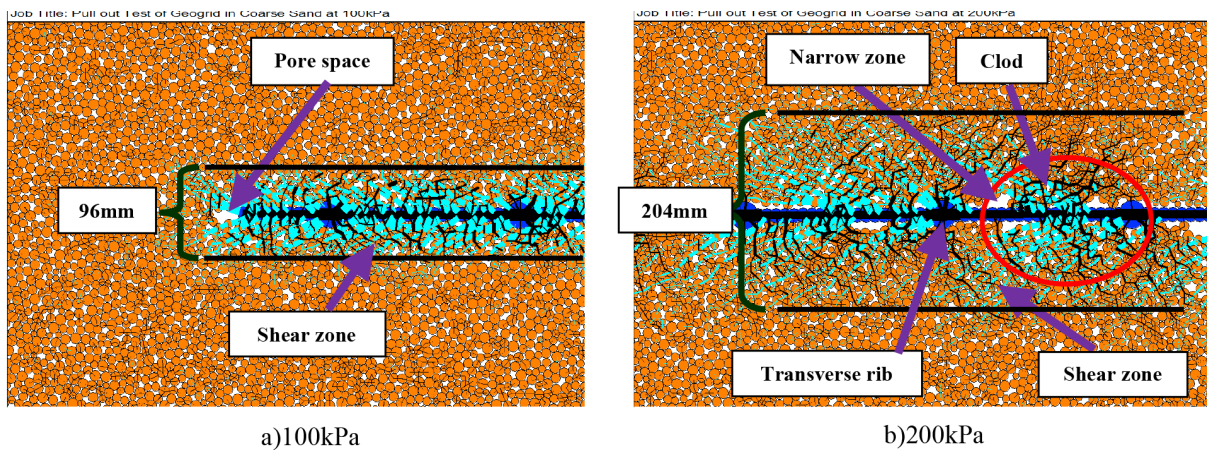 Job Title: Pull out Test of Geogrid in Coarse Sand at 100kPa
Pore space
96mm
Shear zone
a)100kPa
Job Title: Pull out Test of Geogrid in Coarse Sand at 200kPa
Narrow zone
Clod
204mm
Transverse rib
Shear zone
b)200kPa